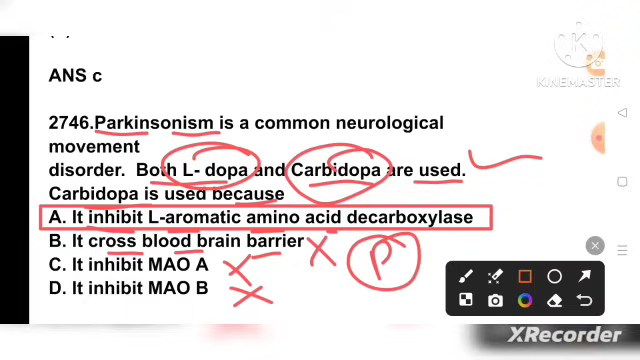 ANS c
2746.Parkinsonism is a common neurological
movement
disorder. Both L- dopa and Carbidopa are used.
Carbidopa is used because
A. It inhibit L-aromatic amino acid decarboxylase
B. It cross blood brain barrier
C. It inhibit MAO A
D. It inhibit MAO B
P
K
KINEMASTER
XRecorder